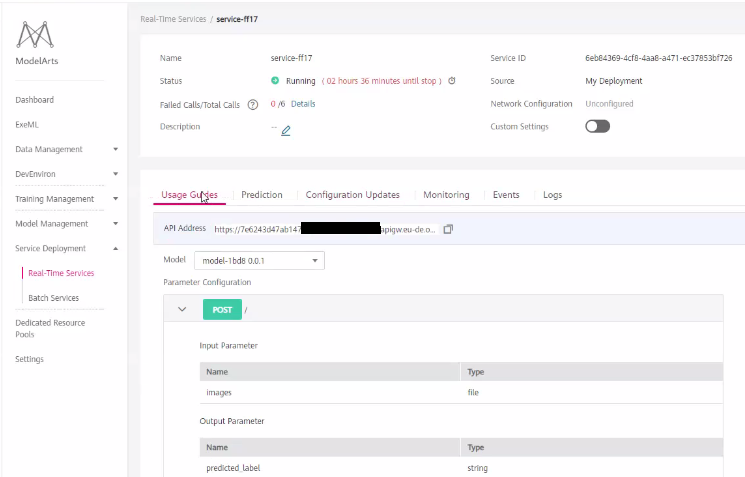 Real-Time Services / service-ff17
ModelArts
Dashboard
ExeML
Data Management
DevEnviron
Training Management
Model Management
Service Deployment
Real-Time Services
Batch Services
Dedicated Resource
Pools
Settings
Name service-ff17 Service ID 6eb84369-4cf8-4aa8-a471-ec37853bf726
Status Running ( 02 hours 36 minutes until stop ) Source My Deployment
Failed Calls/Total Calls ? 0 /6 Details Network Configuration Unconfigured
Description -- Custom Settings
Usage Guides Prediction Configuration Updates Monitoring Events Logs
API Address https://7e6243d47ab147 apigw.eu-de.o...
Model model-1bd8 0.0.1
Parameter Configuration
POST /
Input Parameter
Name Type
images file
Output Parameter
Name Type
predicted_label string